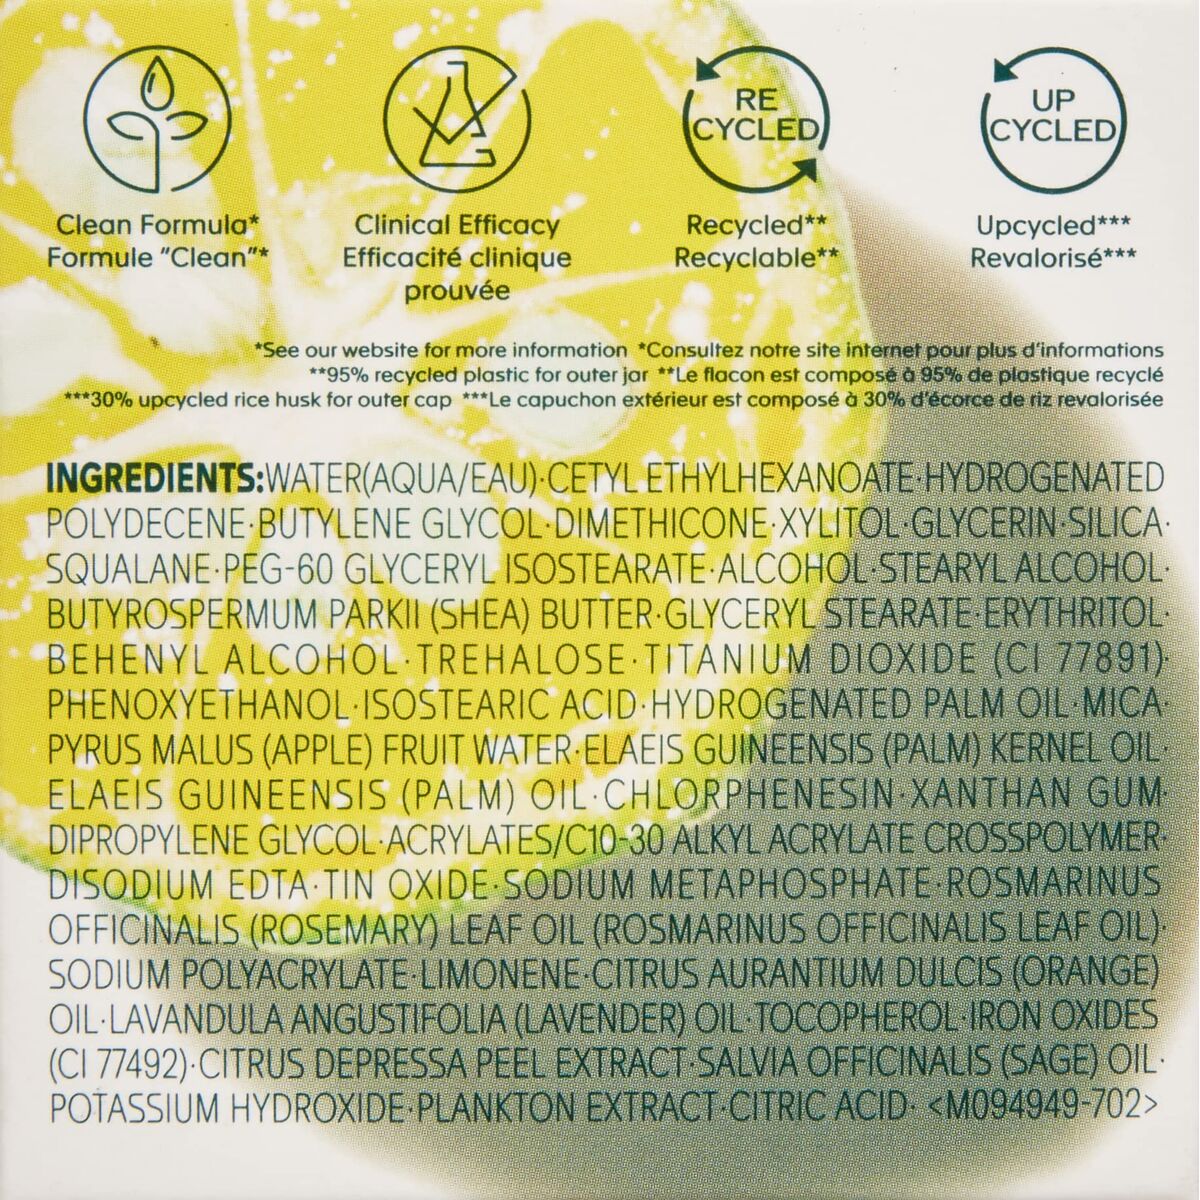 RE
CYCLED
UP
CYCLED
Clean Formula*
Formule "Clean"*
Clinical Efficacy
Efficacité clinique
prouvée
Recycled**
Recyclable**
Upcycled***
Revalorisé***
*See our website for more information *Consultez notre site internet pour plus d'informations
**95% recycled plastic for outer jar **Le flacon est composé à 95% de plastique recyclé
***30% upcycled rice husk for outer cap ***Le capuchon extérieur est composé à 30% d'écorce de riz revalorisée
INGREDIENTS:WATER(AQUA/EAU)·CETYL ETHYLHEXANOATE·HYDROGENATED
POLYDECENE·BUTYLENE GLYCOL·DIMETHICONE·XYLITOL·GLYCERIN·SILICA·
SQUALANE·PEG-60 GLYCERYL ISOSTEARATE·ALCOHOL·STEARYL ALCOHOL·
BUTYROSPERMUM PARKII (SHEA) BUTTER·GLYCERYL STEARATE·ERYTHRITOL·
BEHENYL ALCOHOL·TREHALOSE·TITANIUM DIOXIDE (CI 77891)·
PHENOXYETHANOL·ISOSTEARIC ACID·HYDROGENATED PALM OIL·MICA·
PYRUS MALUS (APPLE) FRUIT WATER·ELAEIS GUINEENSIS (PALM) KERNEL OIL·
ELAEIS GUINEENSIS (PALM) OIL·CHLORPHENESIN·XANTHAN GUM·
DIPROPYLENE GLYCOL·ACRYLATES/C10-30 ALKYL ACRYLATE CROSSPOLYMER·
DISODIUM EDTA·TIN OXIDE·SODIUM METAPHOSPHATE·ROSMARINUS
OFFICINALIS (ROSEMARY) LEAF OIL (ROSMARINUS OFFICINALIS LEAF OIL)·
SODIUM POLYACRYLATE·LIMONENE·CITRUS AURANTIUM DULCIS (ORANGE)
OIL·LAVANDULA ANGUSTIFOLIA (LAVENDER) OIL·TOCOPHEROL·IRON OXIDES
(CI 77492)·CITRUS DEPRESSA PEEL EXTRACT·SALVIA OFFICINALIS (SAGE) OIL·
POTASSIUM HYDROXIDE·PLANKTON EXTRACT·CITRIC ACID· <M094949-702>